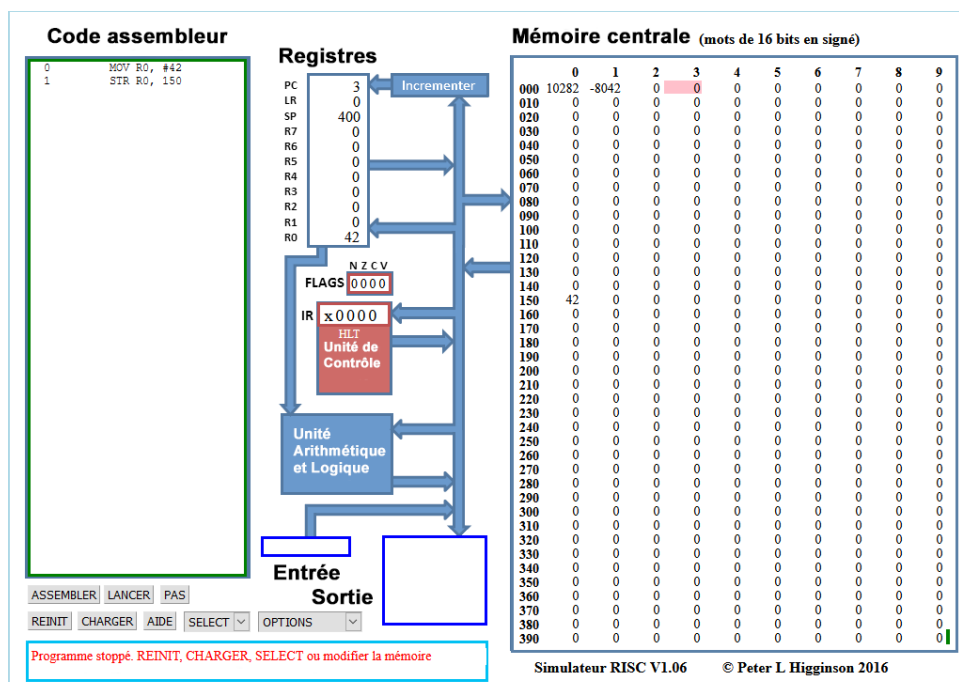 Code assembleur
0 MOV R0, #42
1 STR R0, 150
ASSEMBLER LANCER PAS
REINIT CHARGER AIDE SELECT OPTIONS
Programme stoppé. REINIT, CHARGER, SELECT ou modifier la mémoire
Registres
PC 3
LR 0
SP 400
R7 0
R6 0
R5 0
R4 0
R3 0
R2 0
R1 0
R0 42
Incrementer
N Z C V
FLAGS 0000
IR x0000
HLT
Unité de
Contrôle
Unité
Arithmétique
et Logique
Entrée
Sortie
Mémoire centrale (mots de 16 bits en signé)
0 1 2 3 4 5 6 7 8 9
000 10282 -8042 0 0 0 0 0 0 0 0
010 0 0 0 0 0 0 0 0 0 0
020 0 0 0 0 0 0 0 0 0 0
030 0 0 0 0 0 0 0 0 0 0
040 0 0 0 0 0 0 0 0 0 0
050 0 0 0 0 0 0 0 0 0 0
060 0 0 0 0 0 0 0 0 0 0
070 0 0 0 0 0 0 0 0 0 0
080 0 0 0 0 0 0 0 0 0 0
090 0 0 0 0 0 0 0 0 0 0
100 0 0 0 0 0 0 0 0 0 0
110 0 0 0 0 0 0 0 0 0 0
120 0 0 0 0 0 0 0 0 0 0
130 0 0 0 0 0 0 0 0 0 0
140 0 0 0 0 0 0 0 0 0 0
150 42 0 0 0 0 0 0 0 0 0
160 0 0 0 0 0 0 0 0 0 0
170 0 0 0 0 0 0 0 0 0 0
180 0 0 0 0 0 0 0 0 0 0
190 0 0 0 0 0 0 0 0 0 0
200 0 0 0 0 0 0 0 0 0 0
210 0 0 0 0 0 0 0 0 0 0
220 0 0 0 0 0 0 0 0 0 0
230 0 0 0 0 0 0 0 0 0 0
240 0 0 0 0 0 0 0 0 0 0
250 0 0 0 0 0 0 0 0 0 0
260 0 0 0 0 0 0 0 0 0 0
270 0 0 0 0 0 0 0 0 0 0
280 0 0 0 0 0 0 0 0 0 0
290 0 0 0 0 0 0 0 0 0 0
300 0 0 0 0 0 0 0 0 0 0
310 0 0 0 0 0 0 0 0 0 0
320 0 0 0 0 0 0 0 0 0 0
330 0 0 0 0 0 0 0 0 0 0
340 0 0 0 0 0 0 0 0 0 0
350 0 0 0 0 0 0 0 0 0 0
360 0 0 0 0 0 0 0 0 0 0
370 0 0 0 0 0 0 0 0 0 0
380 0 0 0 0 0 0 0 0 0 0
390 0 0 0 0 0 0 0 0 0 0
Simulateur RISC V1.06 © Peter L Higginson 2016